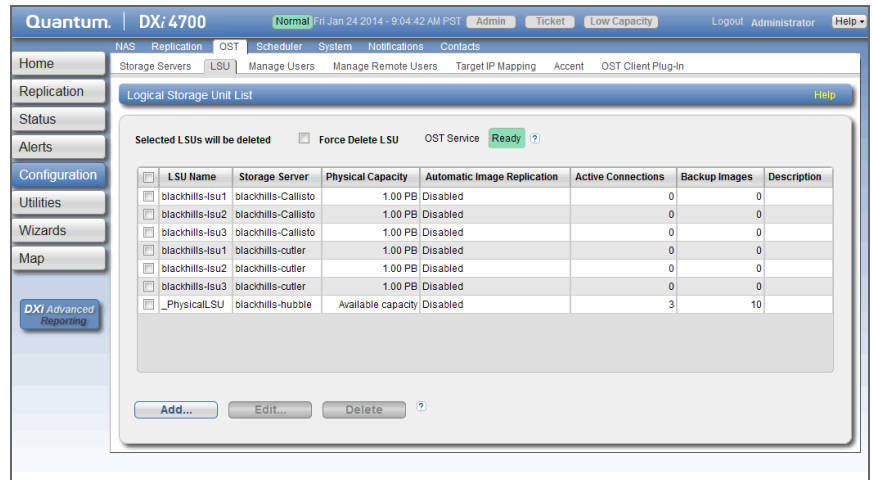 Quantum. DXi 4700 Normal Fri Jan 24 2014 - 9:04:42 AM PST Admin Ticket Low Capacity Logout Administrator Help
NAS Replication OST Scheduler System Notifications Contacts
Storage Servers LSU Manage Users Manage Remote Users Target IP Mapping Accent OST Client Plug-In
Home
Replication
Status
Alerts
Configuration
Utilities
Wizards
Map
DXi Advanced
Reporting
Logical Storage Unit List Help
Selected LSUs will be deleted Force Delete LSU OST Service Ready ?
LSU Name Storage Server Physical Capacity Automatic Image Replication Active Connections Backup Images Description
blackhills-lsu1 blackhills-Callisto 1.00 PB Disabled 0 0
blackhills-lsu2 blackhills-Callisto 1.00 PB Disabled 0 0
blackhills-lsu3 blackhills-Callisto 1.00 PB Disabled 0 0
blackhills-lsu1 blackhills-cutler 1.00 PB Disabled 0 0
blackhills-lsu2 blackhills-cutler 1.00 PB Disabled 0 0
blackhills-lsu3 blackhills-cutler 1.00 PB Disabled 0 0
_PhysicalLSU blackhills-hubble Available capacity Disabled 3 10
Add... Edit... Delete ?